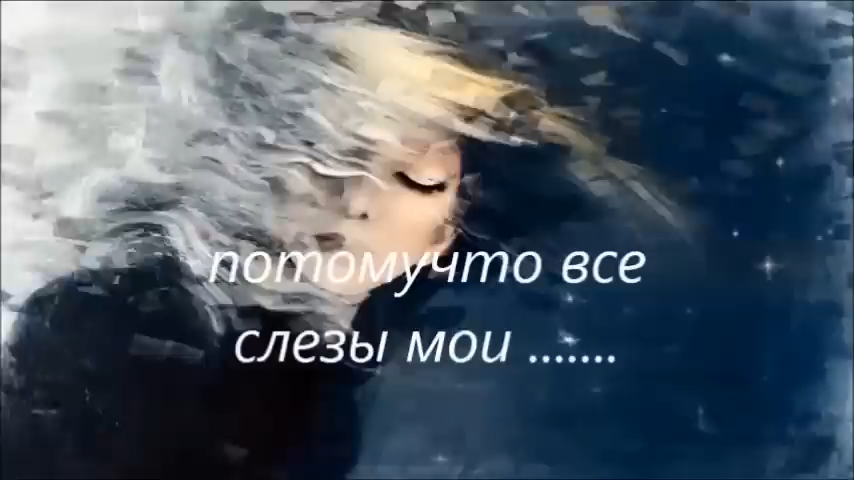 потомучто все
слезы мои .......